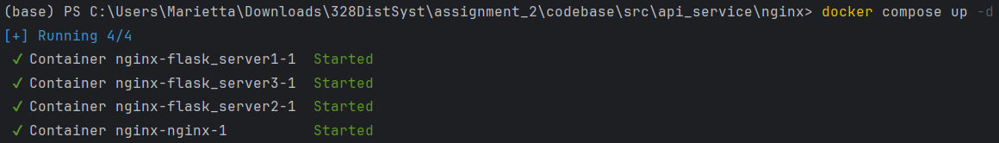 (base) PS C:\Users\Marietta\Downloads\328DistSyst\assignment_2\codebase\src\api_service\nginx> docker compose up -d
[+] Running 4/4
✓ Container nginx-flask_server1-1 Started
✓ Container nginx-flask_server3-1 Started
✓ Container nginx-flask_server2-1 Started
✓ Container nginx-nginx-1 Started